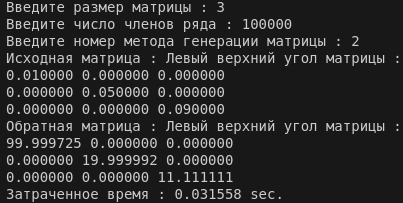 Введите размер матрицы : 3
Введите число членов ряда : 100000
Введите номер метода генерации матрицы : 2
Исходная матрица : Левый верхний угол матрицы :
0.010000 0.000000 0.000000
0.000000 0.050000 0.000000
0.000000 0.000000 0.090000
Обратная матрица : Левый верхний угол матрицы :
99.999725 0.000000 0.000000
0.000000 19.999992 0.000000
0.000000 0.000000 11.111111
Затраченное время : 0.031558 sec.